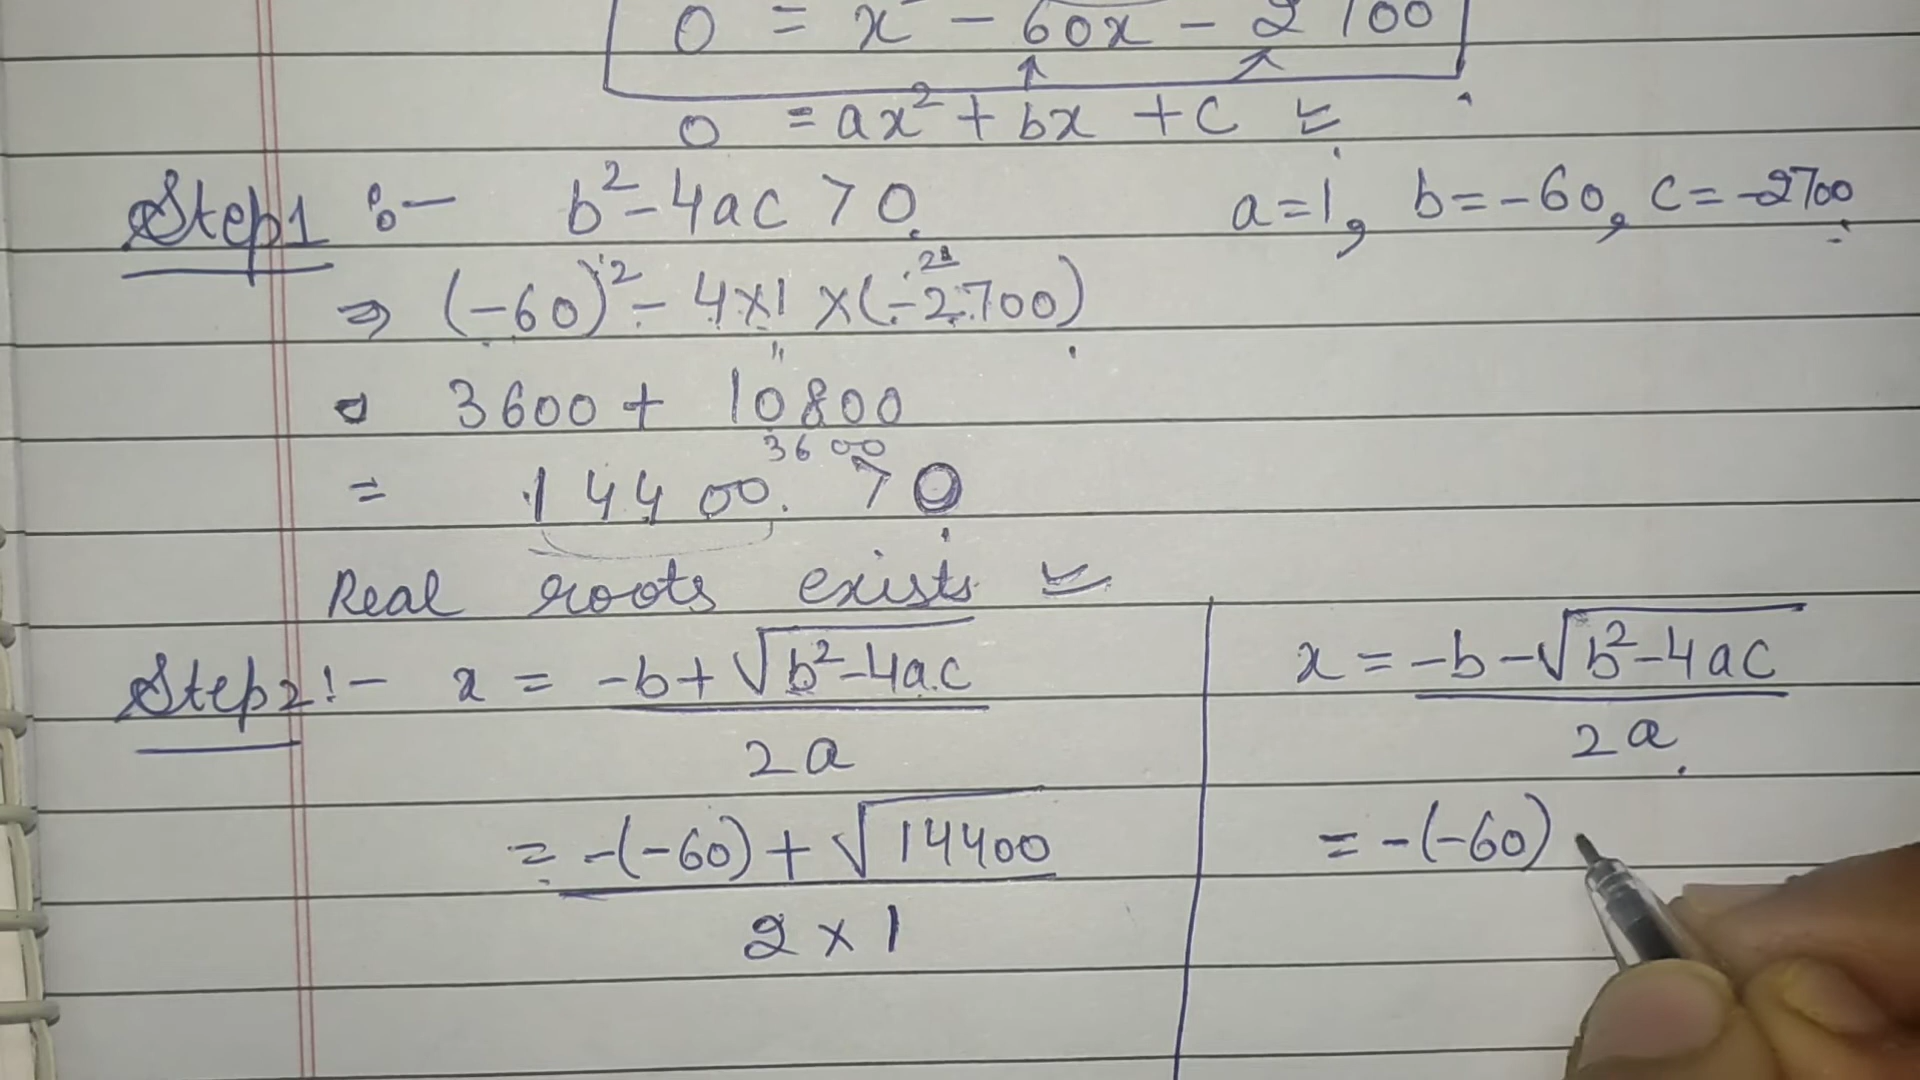 0 = x² - 60x - 2700
0 = ax² + bx + c
Step1 :- b² - 4ac > 0. a=1, b=-60, c=-2700
⇒ (-60)² - 4×1×(-2700)
3600 + 10800
3600
= 14400. > 0
Real roots exists
Step2 :- x = -b + √b² - 4ac / 2a
x = -b - √b² - 4ac / 2a
= -(-60) + √14400 / 2 × 1
= -(-60)